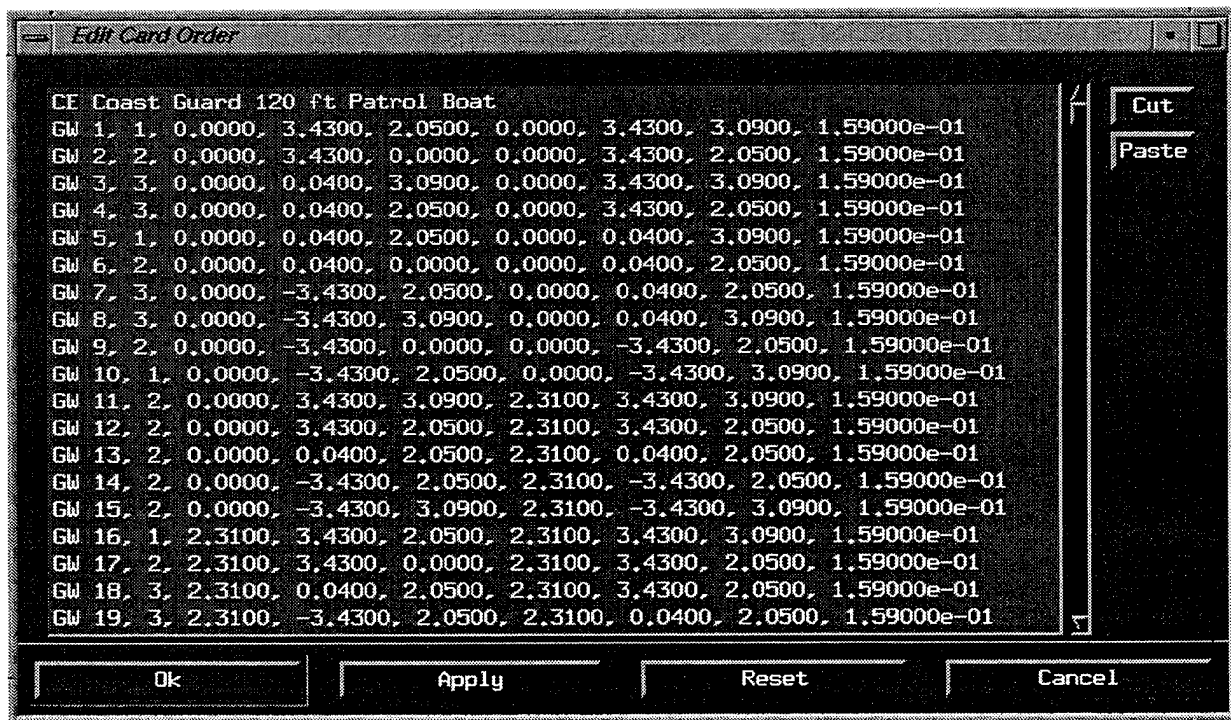 Edit Card Order
CE Coast Guard 120 ft Patrol Boat
GW 1, 1, 0.0000, 3.4300, 2.0500, 0.0000, 3.4300, 3.0900, 1.59000e-01
GW 2, 2, 0.0000, 3.4300, 0.0000, 0.0000, 3.4300, 2.0500, 1.59000e-01
GW 3, 3, 0.0000, 0.0400, 3.0900, 0.0000, 3.4300, 3.0900, 1.59000e-01
GW 4, 3, 0.0000, 0.0400, 2.0500, 0.0000, 3.4300, 2.0500, 1.59000e-01
GW 5, 1, 0.0000, 0.0400, 2.0500, 0.0000, 0.0400, 3.0900, 1.59000e-01
GW 6, 2, 0.0000, 0.0400, 0.0000, 0.0000, 0.0400, 2.0500, 1.59000e-01
GW 7, 3, 0.0000, -3.4300, 2.0500, 0.0000, 0.0400, 2.0500, 1.59000e-01
GW 8, 3, 0.0000, -3.4300, 3.0900, 0.0000, 0.0400, 3.0900, 1.59000e-01
GW 9, 2, 0.0000, -3.4300, 0.0000, 0.0000, -3.4300, 2.0500, 1.59000e-01
GW 10, 1, 0.0000, -3.4300, 2.0500, 0.0000, -3.4300, 3.0900, 1.59000e-01
GW 11, 2, 0.0000, 3.4300, 3.0900, 2.3100, 3.4300, 3.0900, 1.59000e-01
GW 12, 2, 0.0000, 3.4300, 2.0500, 2.3100, 3.4300, 2.0500, 1.59000e-01
GW 13, 2, 0.0000, 0.0400, 2.0500, 2.3100, 0.0400, 2.0500, 1.59000e-01
GW 14, 2, 0.0000, -3.4300, 2.0500, 2.3100, -3.4300, 2.0500, 1.59000e-01
GW 15, 2, 0.0000, -3.4300, 3.0900, 2.3100, -3.4300, 3.0900, 1.59000e-01
GW 16, 1, 2.3100, 3.4300, 2.0500, 2.3100, 3.4300, 3.0900, 1.59000e-01
GW 17, 2, 2.3100, 3.4300, 0.0000, 2.3100, 3.4300, 2.0500, 1.59000e-01
GW 18, 3, 2.3100, 0.0400, 2.0500, 2.3100, 3.4300, 2.0500, 1.59000e-01
GW 19, 3, 2.3100, -3.4300, 2.0500, 2.3100, 0.0400, 2.0500, 1.59000e-01
Cut
Paste
Ok
Apply
Reset
Cancel